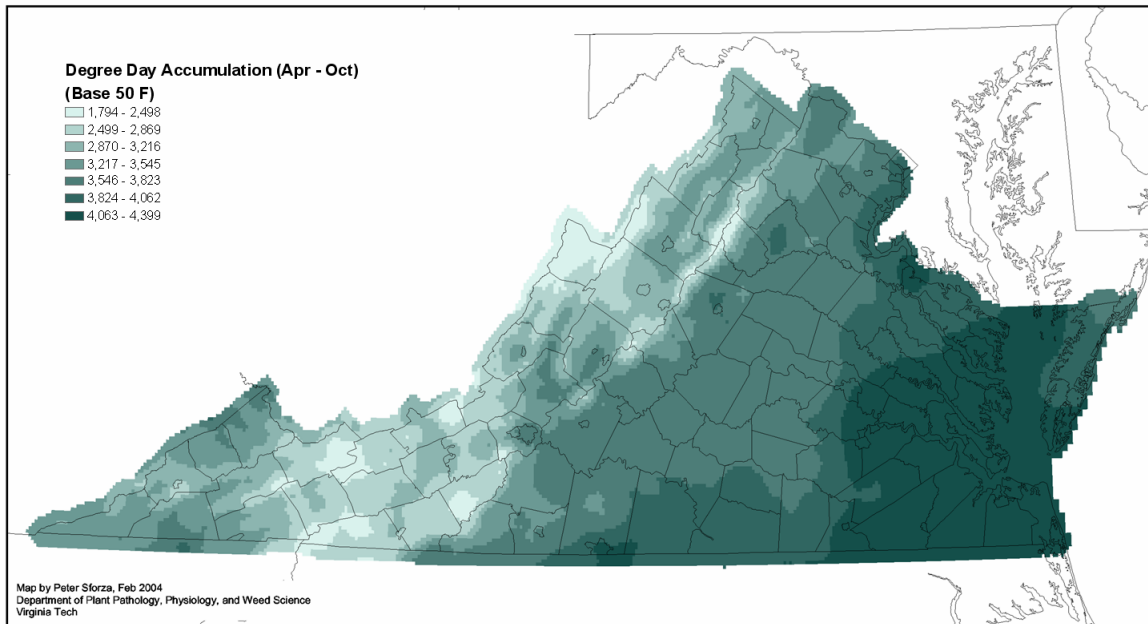 Degree Day Accumulation (Apr - Oct)
(Base 50 F)
1,794 - 2,498
2,499 - 2,869
2,870 - 3,216
3,217 - 3,545
3,546 - 3,823
3,824 - 4,062
4,063 - 4,399
Map by Peter Sforza, Feb 2004
Department of Plant Pathology, Physiology, and Weed Science
Virginia Tech